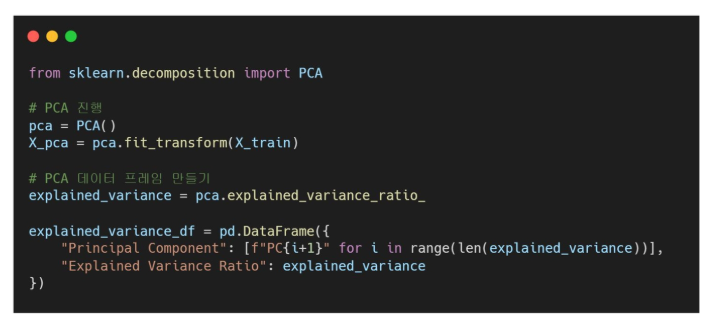 from sklearn.decomposition import PCA
# PCA 진행
pca = PCA()
X_pca = pca.fit_transform(X_train)
# PCA 데이터 프레임 만들기
explained_variance = pca.explained_variance_ratio_
explained_variance_df = pd.DataFrame({
    "Principal Component": [f"PC{i+1}" for i in range(len(explained_variance))],
    "Explained Variance Ratio": explained_variance
})